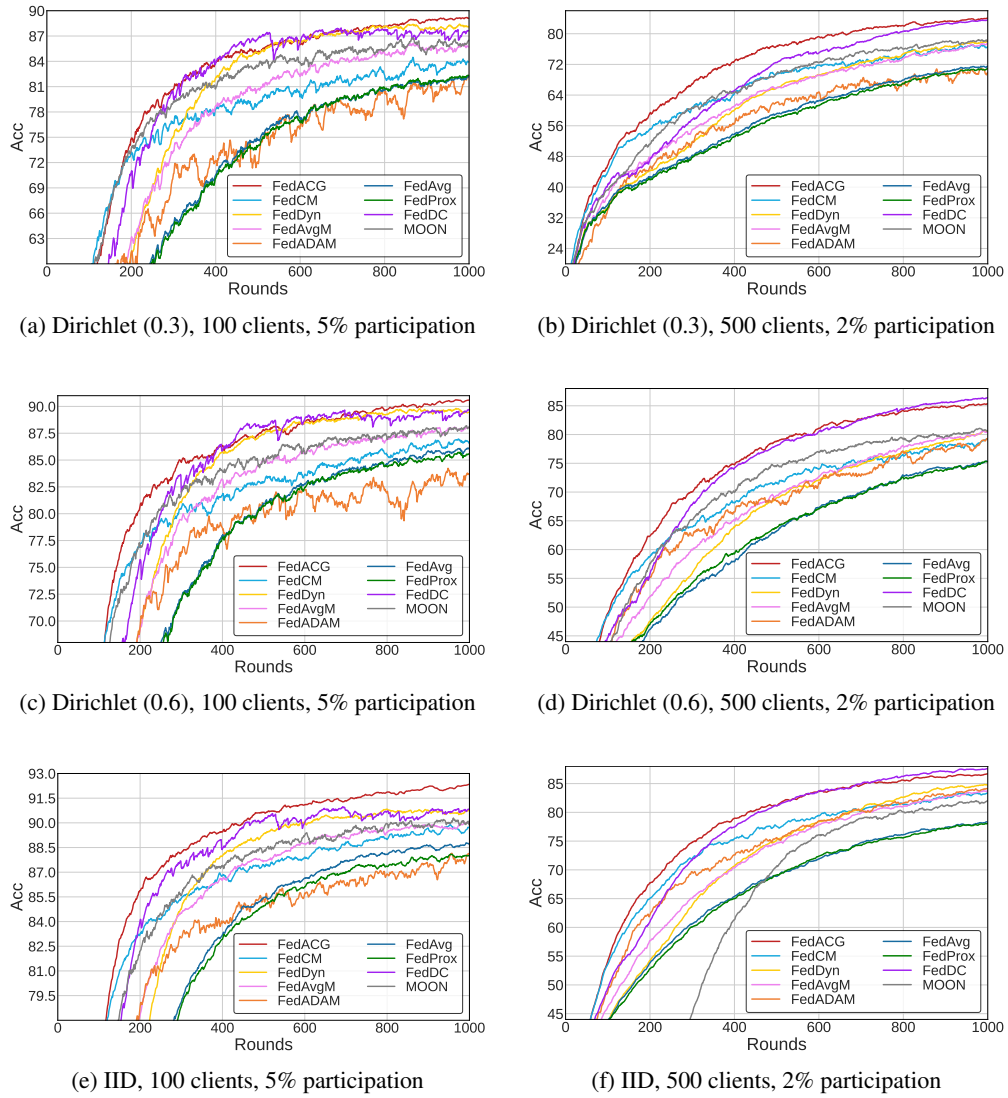 90
87
84
81
78
75
72
69
66
63
Acc
FedACG
FedCM
FedDyn
FedAvgM
FedADAM
FedAvg
FedProx
FedDC
MOON
0 200 400 600 800 1000
Rounds
(a) Dirichlet (0.3), 100 clients, 5% participation
80
72
64
56
48
40
32
24
Acc
FedACG
FedCM
FedDyn
FedAvgM
FedADAM
FedAvg
FedProx
FedDC
MOON
0 200 400 600 800 1000
Rounds
(b) Dirichlet (0.3), 500 clients, 2% participation
90.0
87.5
85.0
82.5
80.0
77.5
75.0
72.5
70.0
Acc
FedACG
FedCM
FedDyn
FedAvgM
FedADAM
FedAvg
FedProx
FedDC
MOON
0 200 400 600 800 1000
Rounds
(c) Dirichlet (0.6), 100 clients, 5% participation
85
80
75
70
65
60
55
50
45
Acc
FedACG
FedCM
FedDyn
FedAvgM
FedADAM
FedAvg
FedProx
FedDC
MOON
0 200 400 600 800 1000
Rounds
(d) Dirichlet (0.6), 500 clients, 2% participation
93.0
91.5
90.0
88.5
87.0
85.5
84.0
82.5
81.0
79.5
Acc
FedACG
FedCM
FedDyn
FedAvgM
FedADAM
FedAvg
FedProx
FedDC
MOON
0 200 400 600 800 1000
Rounds
(e) IID, 100 clients, 5% participation
85
80
75
70
65
60
55
50
45
Acc
FedACG
FedCM
FedDyn
FedAvgM
FedADAM
FedAvg
FedProx
FedDC
MOON
0 200 400 600 800 1000
Rounds
(f) IID, 500 clients, 2% participation